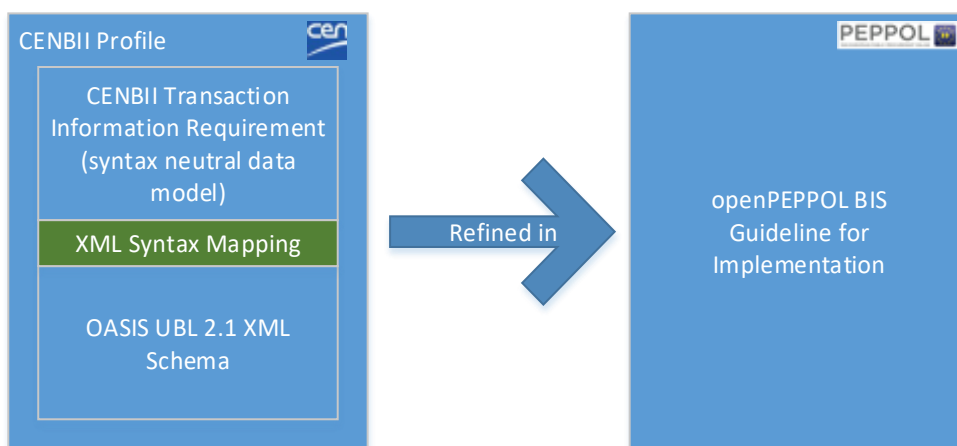 CENBII Profile
cen
CENBII Transaction
Information Requirement
(syntax neutral data
model)
XML Syntax Mapping
OASIS UBL 2.1 XML
Schema
Refined in
PEPPOL
openPEPPOL BIS
Guideline for
Implementation